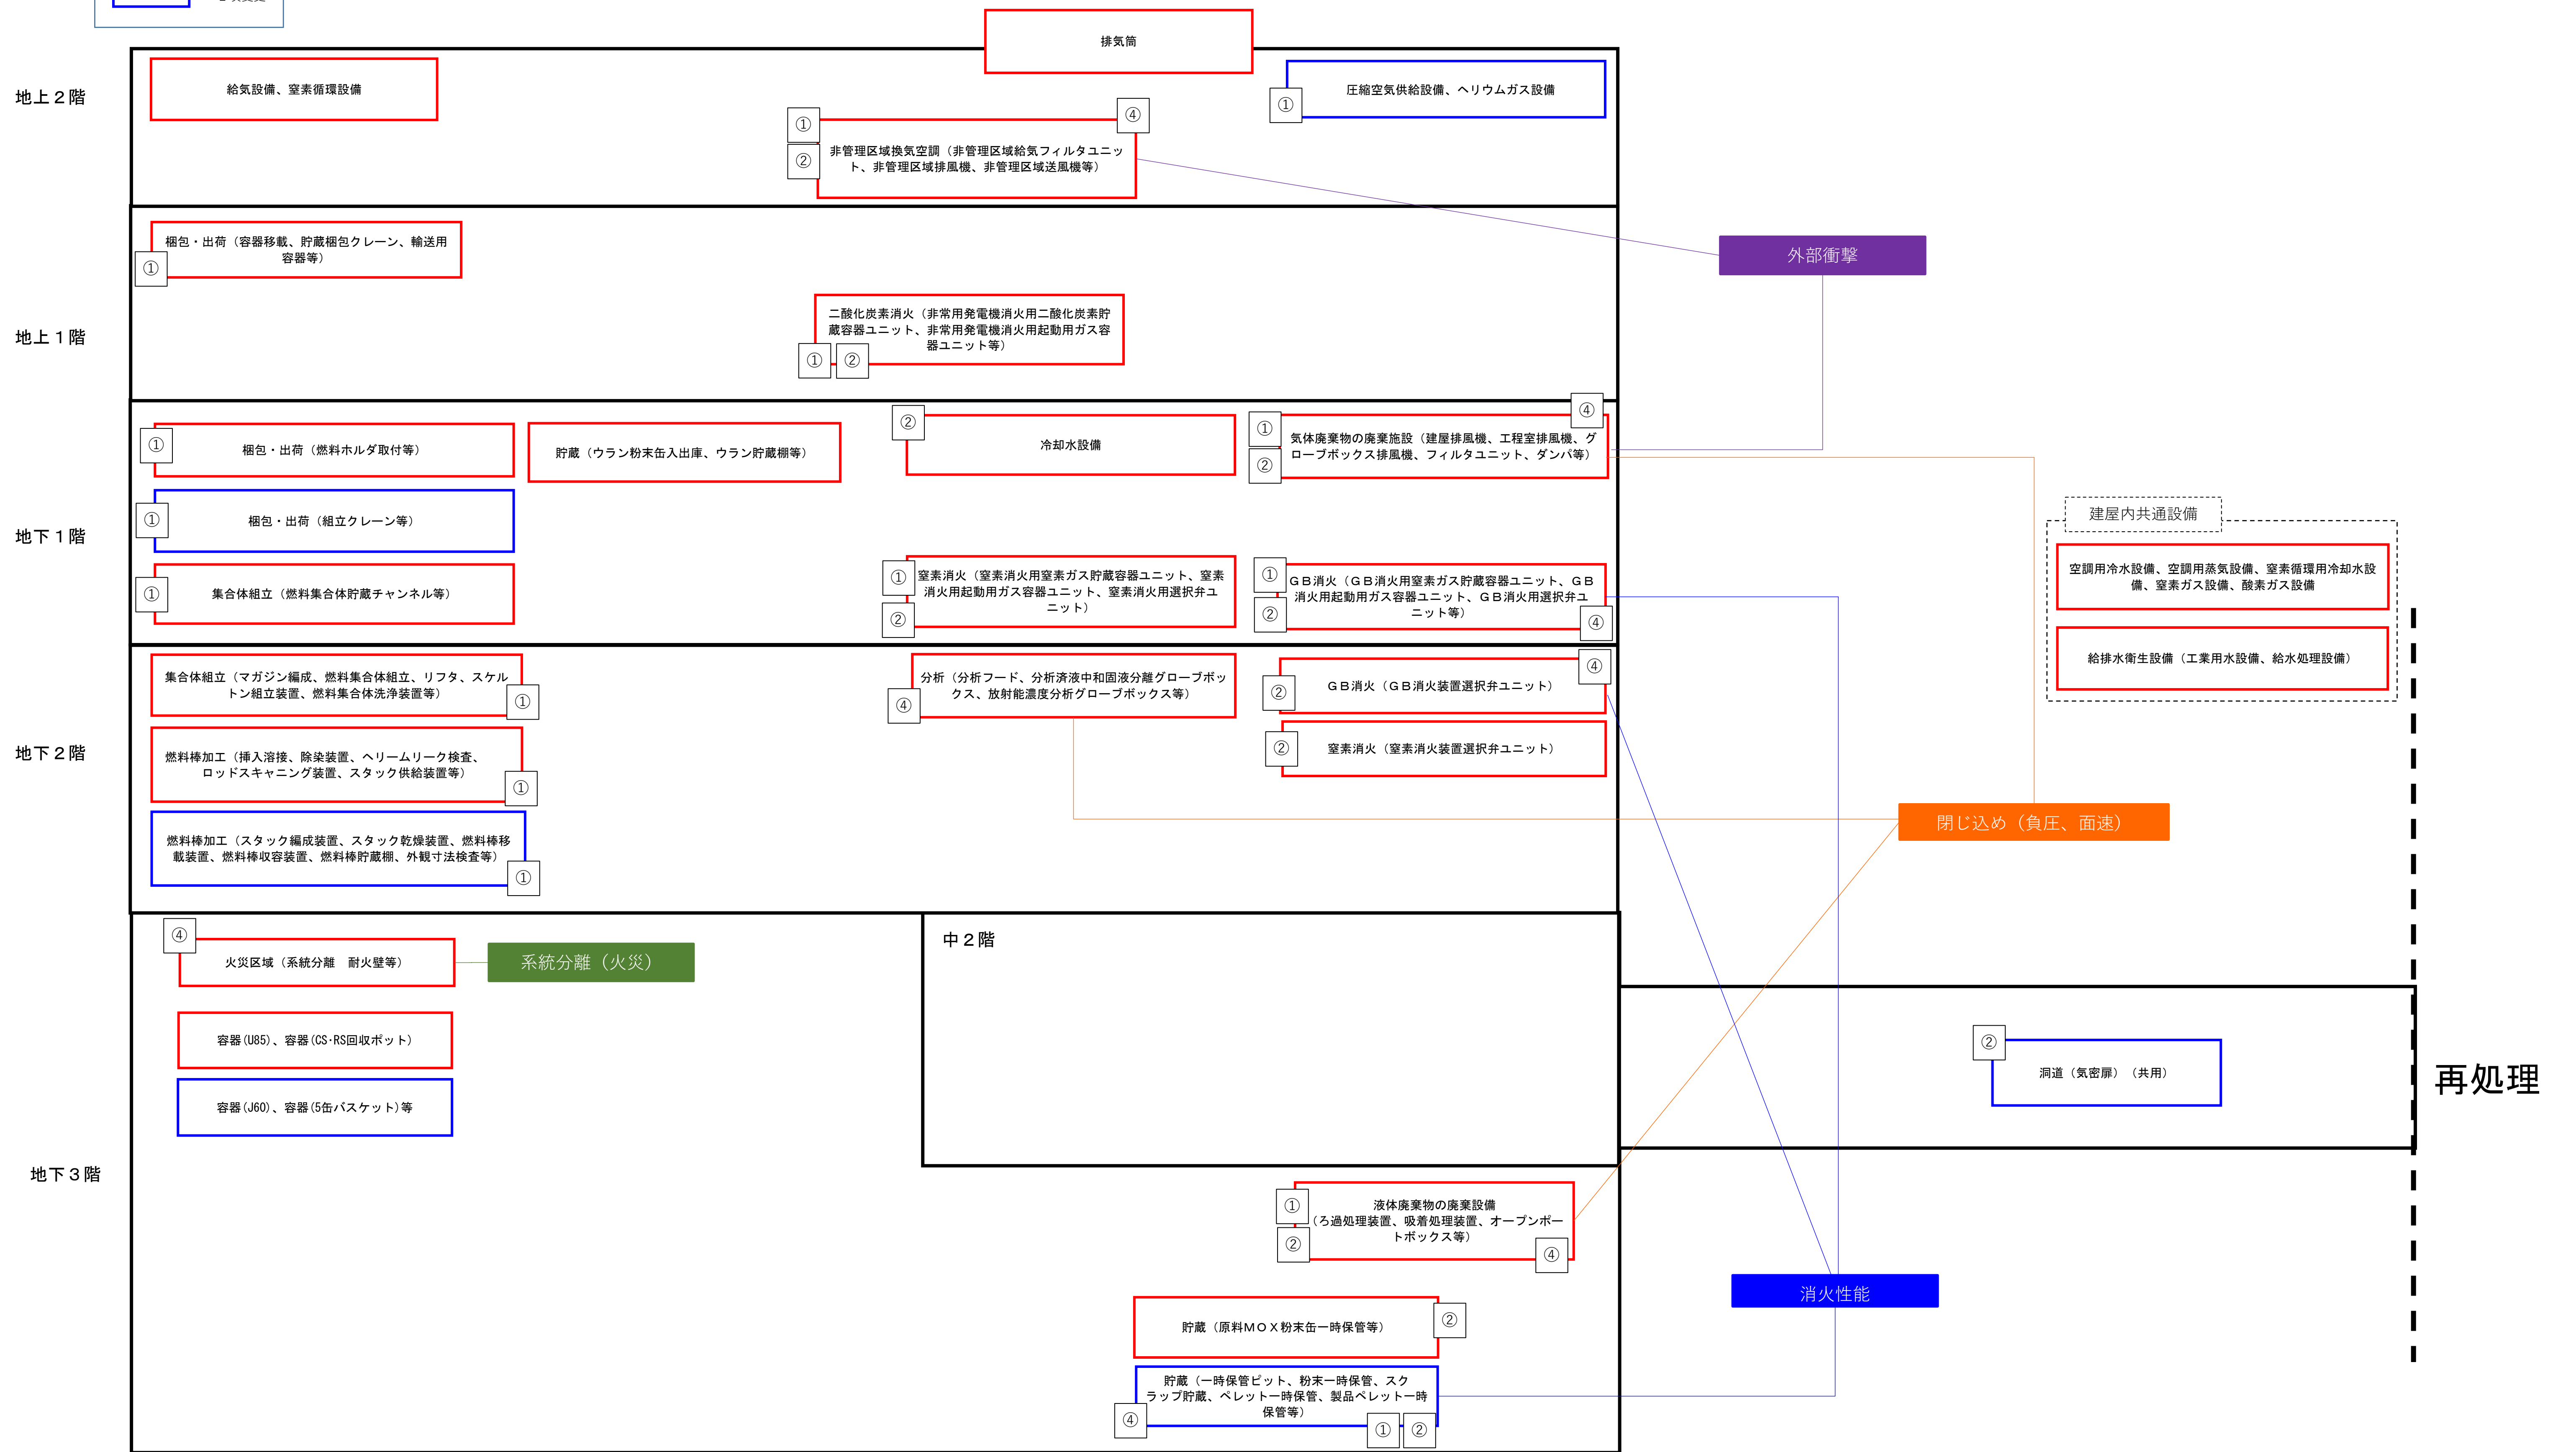 排気筒
地上２階
給気設備、窒素循環設備
圧縮空気供給設備、ヘリウムガス設備
①
①
②
④
非管理区域換気空調（非管理区域給気フィルタユニッ
ト、非管理区域排風機、非管理区域送風機等）
外部衝撃
地上１階
梱包・出荷（容器移載、貯蔵梱包クレーン、輸送用
容器等）
①
二酸化炭素消火（非常用発電機消火用二酸化炭素貯
蔵容器ユニット、非常用発電機消火用起動用ガス容
器ユニット等）
①
②
地下１階
①
梱包・出荷（燃料ホルダ取付等）
貯蔵（ウラン粉末缶入出庫、ウラン貯蔵棚等）
②
冷却水設備
①
②
④
気体廃棄物の廃棄施設（建屋排風機、工程室排風機、グ
ローブボックス排風機、フィルタユニット、ダンパ等）
①
梱包・出荷（組立クレーン等）
①
集合体組立（燃料集合体貯蔵チャンネル等）
①
②
窒素消火（窒素消火用窒素ガス貯蔵容器ユニット、窒素
消火用起動用ガス容器ユニット、窒素消火用選択弁ユ
ニット）
①
②
④
ＧＢ消火（ＧＢ消火用窒素ガス貯蔵容器ユニット、ＧＢ
消火用起動用ガス容器ユニット、ＧＢ消火用選択弁ユ
ニット等）
建屋内共通設備
空調用冷水設備、空調用蒸気設備、窒素循環用冷却水設
備、窒素ガス設備、酸素ガス設備
給排水衛生設備（工業用水設備、給水処理設備）
地下２階
集合体組立（マガジン編成、燃料集合体組立、リフタ、スケル
トン組立装置、燃料集合体洗浄装置等）
①
燃料棒加工（挿入溶接、除染装置、ヘリームリーク検査、
ロッドスキャニング装置、スタック供給装置等）
①
燃料棒加工（スタック編成装置、スタック乾燥装置、燃料棒移
載装置、燃料棒収容装置、燃料棒貯蔵棚、外観寸法検査等）
①
④
分析（分析フード、分析済液中和固液分離グローブボッ
クス、放射能濃度分析グローブボックス等）
②
④
ＧＢ消火（ＧＢ消火装置選択弁ユニット）
②
窒素消火（窒素消火装置選択弁ユニット）
閉じ込め（負圧、面速）
地下３階
④
火災区域（系統分離　耐火壁等）
系統分離（火災）
容器(U85)、容器(CS･RS回収ポット)
容器(J60)、容器(5缶バスケット)等
中２階
②
洞道（気密扉）（共用）
再処理
①
②
④
液体廃棄物の廃棄設備
（ろ過処理装置、吸着処理装置、オープンポー
トボックス等）
消火性能
貯蔵（原料ＭＯＸ粉末缶一時保管等）
②
貯蔵（一時保管ピット、粉末一時保管、スク
ラップ貯蔵、ペレット一時保管、製品ペレット一時
保管等）
④
①
②